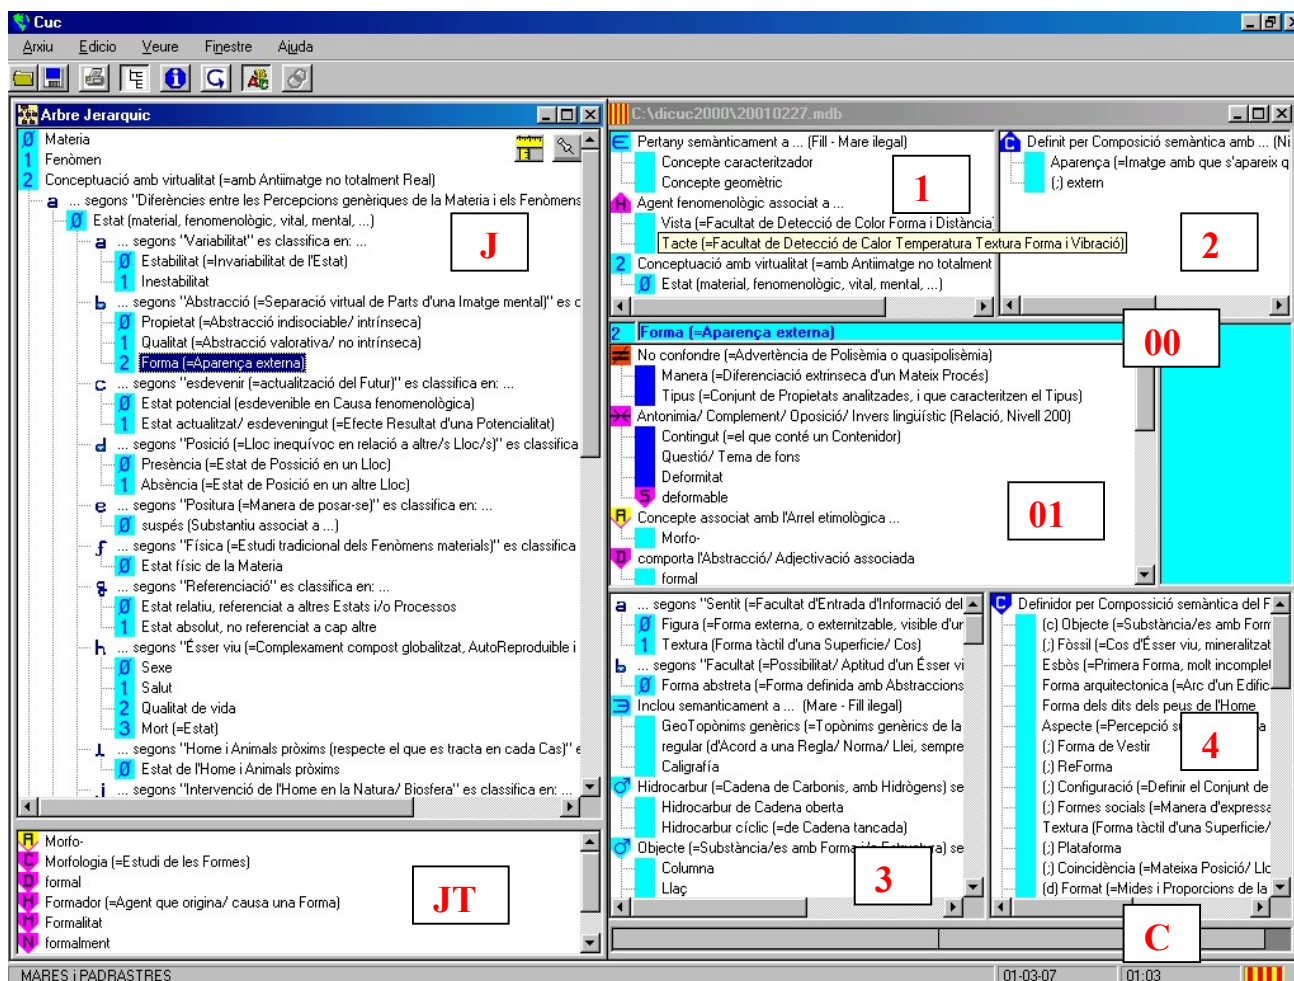 Cuc
Arxiu Edicio Veure Finestre Ajuda
Arbre Jerarquic
Ø Materia
1 Fenòmen
2 Conceptuació amb virtualitat (=amb Antiimatge no totalment Real)
a ... segons "Diferències entre les Percepcions genèriques de la Materia i els Fenòmens
Ø Estat (material, fenomenològic, vital, mental, ...)
a ... segons "Variabilitat" es classifica en: ...
Ø Estabilitat (=Invariabilitat de l'Estat)
1 Inestabilitat
b ... segons "Abstracció (=Separació virtual de Parts d'una Imatge mental)" es c
Ø Propietat (=Abstracció indisociable/ intrínseca)
1 Qualitat (=Abstracció valorativa/ no intrínseca)
2 Forma (=Aparença externa)
c ... segons "esdevenir (=actualització del Futur)" es classifica en: ...
Ø Estat potencial (esdevenible en Causa fenomenològica)
1 Estat actualitzat/ esdeveningut (=Efecte Resultat d'una Potencialitat)
d ... segons "Posició (=Lloc inequívoc en relació a altre/s Lloc/s)" es classifica
Ø Presència (=Estat de Possició en un Lloc)
1 Absència (=Estat de Posició en un altre Lloc)
e ... segons "Positura (=Manera de posar-se)" es classifica en: ...
Ø suspés (Substantiu associat a ...)
f ... segons "Física (=Estudi tradicional dels Fenòmens materials)" es classifica
Ø Estat físic de la Materia
g ... segons "Referenciació" es classifica en: ...
Ø Estat relatiu, referenciat a altres Estats i/o Processos
1 Estat absolut, no referenciat a cap altre
h ... segons "Ésser viu (=Complexament compost globalitzat, AutoReproduible i
Ø Sexe
1 Salut
2 Qualitat de vida
3 Mort (=Estat)
... segons "Home i Animals pròxims (respecte el que es tracta en cada Cas)" e
Ø Estat de l'Home i Animals pròxims
j ... segons "Intervenció de l'Home en la Natura/ Biosfera" es classifica en: ...
J
A Morfo-
C Morfologia (=Estudi de les Formes)
D formal
H Formador (=Agent que origina/ causa una Forma)
M Formalitat
N formalment
JT
C:\dicuc2000\20010227.mdb
∈ Pertany semànticament a ... (Fill - Mare ilegal)
Concepte caracteritzador
Concepte geomètric
H Agent fenomenològic associat a ...
Vista (=Facultat de Detecció de Color Forma i Distància)
Tacte (=Facultat de Detecció de Calor Temperatura Textura Forma i Vibració)
2 Conceptuació amb virtualitat (=amb Antiimatge no totalment
Ø Estat (material, fenomenològic, vital, mental, ...)
1
C Definit per Composició semàntica amb ... (Ni
Aparença (=Imatge amb que s'apareix q
(;) extern
2
2 Forma (=Aparença externa)
00
≠ No confondre (=Advertència de Polisèmia o quasipolisèmia)
Manera (=Diferenciació extrinseca d'un Mateix Procés)
Tipus (=Conjunt de Propietats analitzades, i que caracteritzen el Tipus)
Antonimia/ Complement/ Oposició/ Invers lingüístic (Relació, Nivell 200)
Contingut (=el que conté un Contenidor)
Questió/ Tema de fons
Deformitat
S deformable
A Concepte associat amb l'Arrel etimològica ...
Morfo-
D comporta l'Abstracció/ Adjectivació associada
formal
01
a ... segons "Sentit (=Facultat d'Entrada d'Informació del
Ø Figura (=Forma externa, o externitzable, visible d'ur
1 Textura (=Forma tàctil d'una Superficie/ Cos)
b ... segons "Facultat (=Possibilitat/ Aptitud d'un Ésser vi
Ø Forma abstreta (=Forma definida amb Abstraccions
∋ Inclou semanticament a ... (Mare - Fill ilegal)
GeoTopònims genèrics (=Topònims genèrics de la
regular (d'Acord a una Regla/ Norma/ Llei, sempre
Caligrafía
♂ Hidrocarbur (=Cadena de Carbonis, amb Hidrògens) se
Hidrocarbur de Cadena oberta
Hidrocarbur cíclic (=de Cadena tancada)
♂ Objecte (=Substància/es amb Forma i/o Estructura) se
Columna
Llaç
3
C Definidor per Compossició semàntica del F
(c) Objecte (=Substància/es amb Form
(;) Fòssil (=Cos d'Ésser viu, mineralitzat
Esbòs (=Primera Forma, molt incomplet
Forma arquitectonica (=Arc d'un Edific
Forma dels dits dels peus de l'Home
Aspecte (=Percepció a
(;) Forma de Vestir
(;) ReForma
(;) Configuració (=Definir el Conjunt de
(;) Formes socials (=Manera d'expressa
Textura (Forma tàctil d'una Superficie/
(;) Plataforma
(;) Coincidència (=Mateixa Posició/ Llo
(d) Format (=Mides i Proporcions de la
4
C
MARES i PADRASTRES 01-03-07 01:03